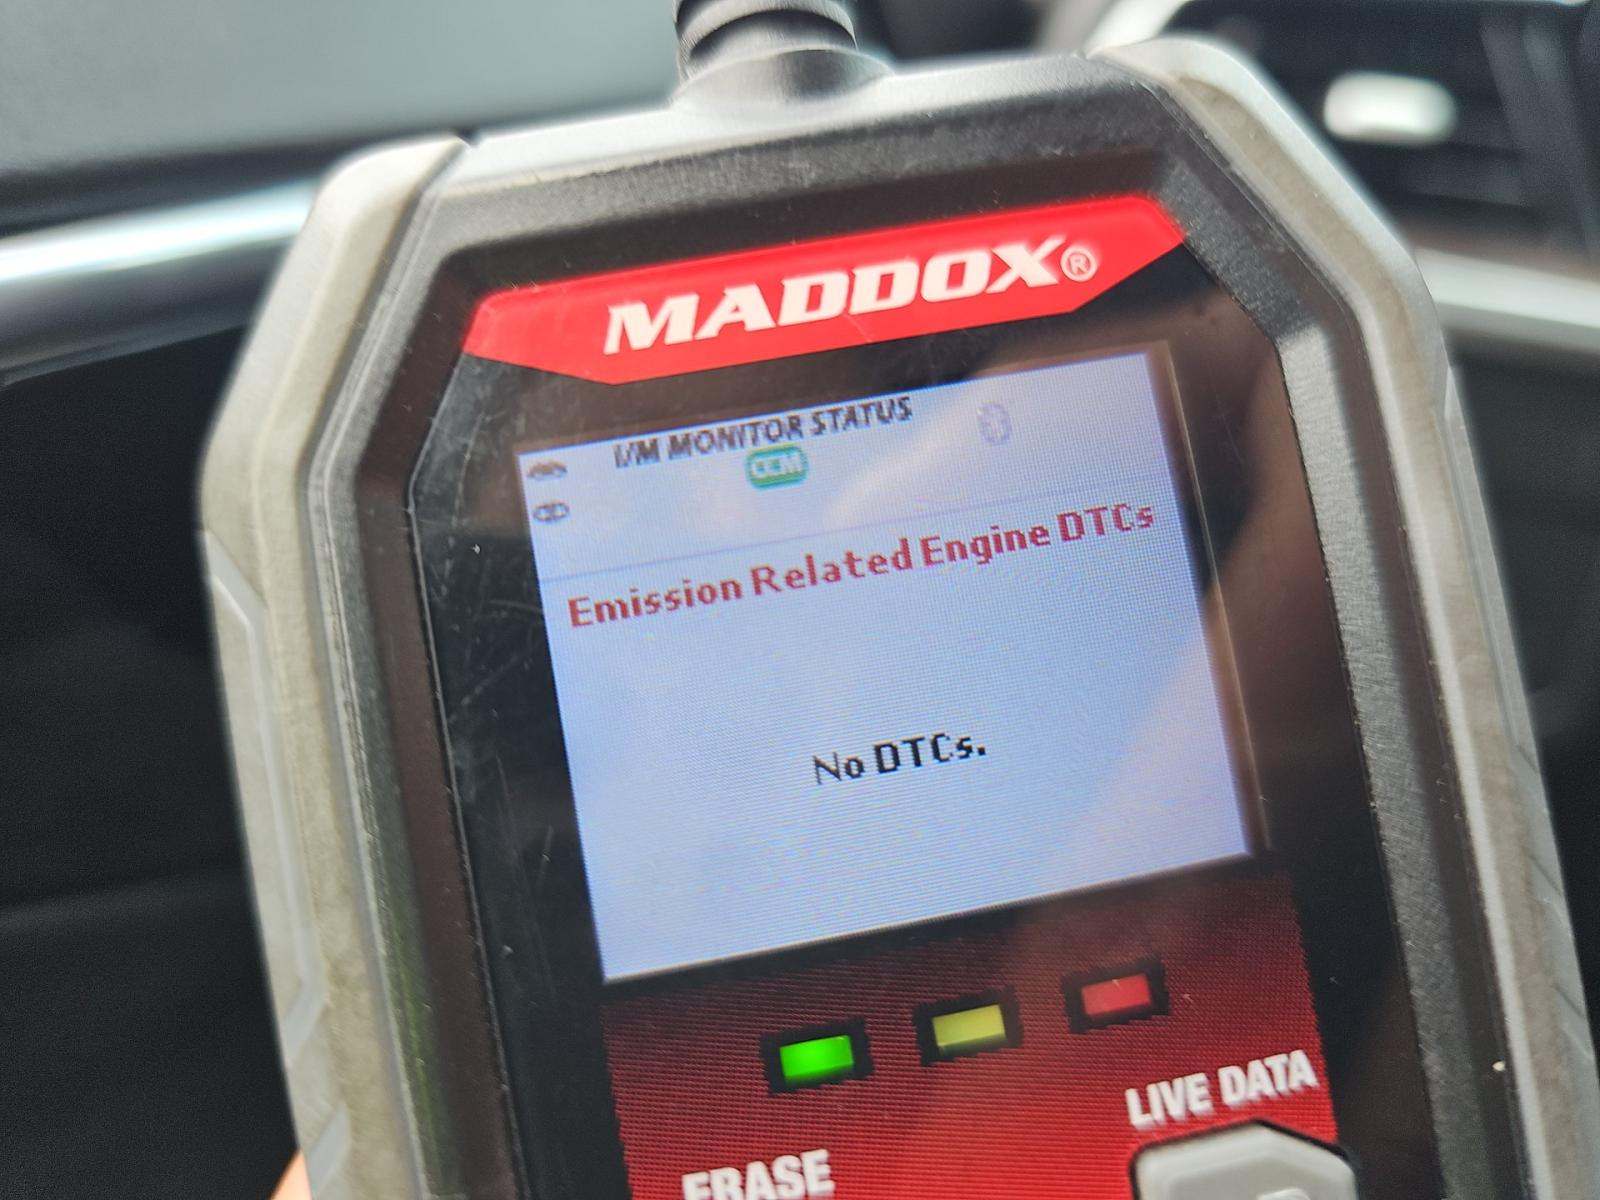 MADDOX®
I/M MONITOR STATUS
CCM
Emission Related Engine DTCs
No DTCs.
LIVE DATA
ERASE